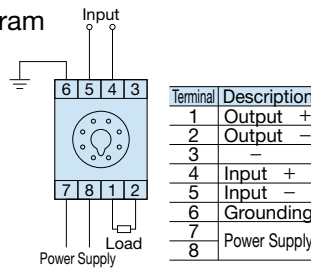 ram
Input
6 5 4 3
7 8 1 2
Load
Power Supply
Terminal Description
1 Output +
2 Output −
3 −
4 Input +
5 Input −
6 Grounding
7
8 Power Supply